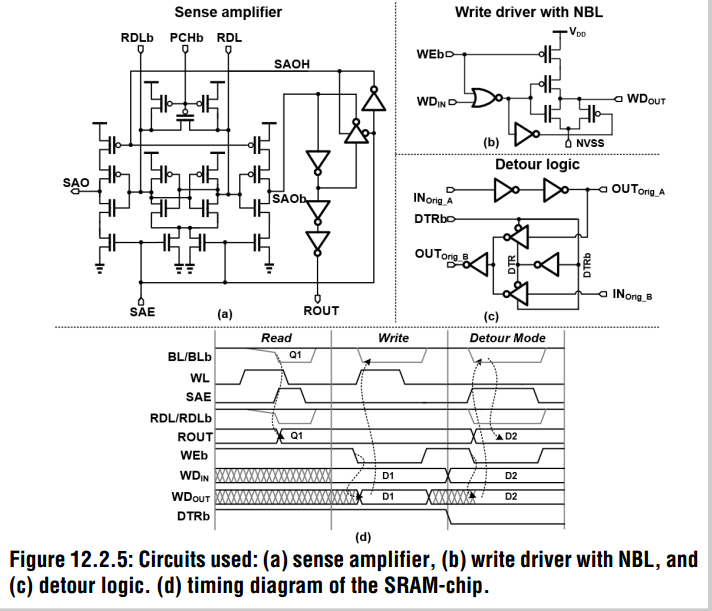 Sense amplifier
RDLb PCHb RDL
SAOH
SAO
SAOb
SAE
(a)
ROUT
Write driver with NBL
VDD
WEb
WDIN
WDOUT
(b)
NVSS
Detour logic
INOrig_A
OUTOrig_A
DTRb
OUTOrig_B
DTR
DTRb
INOrig_B
(c)
Read Write Detour Mode
BL/BLb Q1
WL
SAE
RDL/RDLb
ROUT Q1 D2
WEb
WDIN D1 D2
WDOUT D1 D2
DTRb
(d)
Figure 12.2.5: Circuits used: (a) sense amplifier, (b) write driver with NBL, and
(c) detour logic. (d) timing diagram of the SRAM-chip.